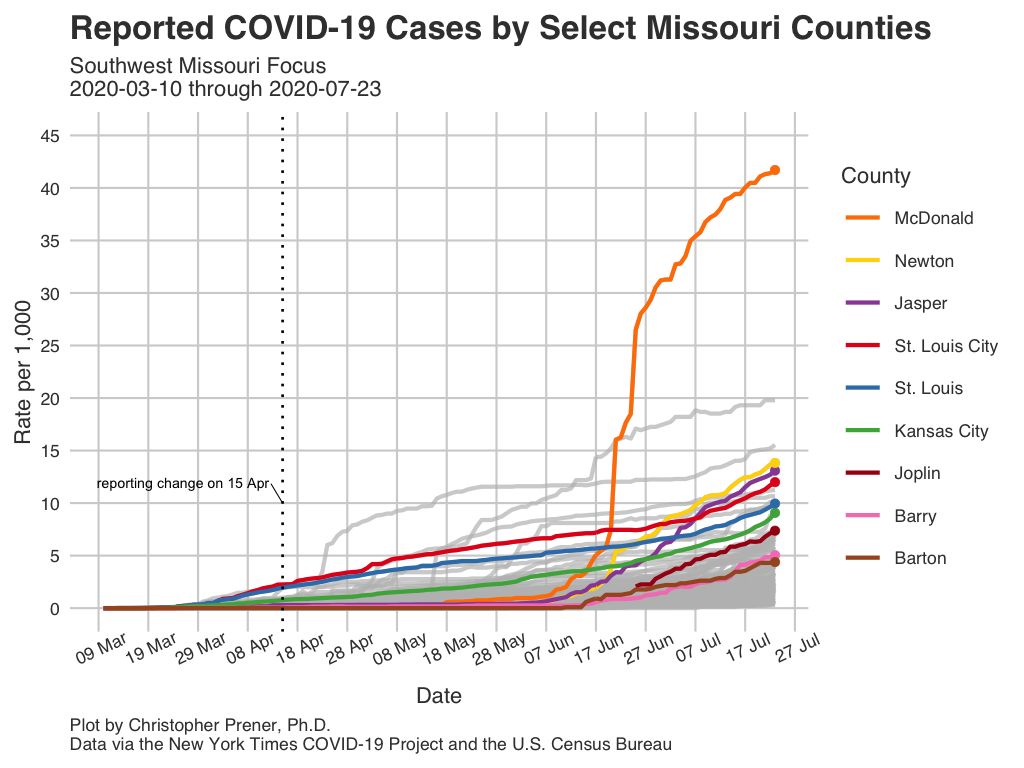 Reported COVID-19 Cases by Select Missouri Counties
Southwest Missouri Focus
2020-03-10 through 2020-07-23
45
40
35
30
25
20
15
10
5
0
Rate per 1,000
reporting change on 15 Apr
09 Mar
19 Mar
29 Mar
08 Apr
18 Apr
28 Apr
08 May
18 May
28 May
07 Jun
17 Jun
27 Jun
07 Jul
17 Jul
27 Jul
Date
County
McDonald
Newton
Jasper
St. Louis City
St. Louis
Kansas City
Joplin
Barry
Barton
Plot by Christopher Prener, Ph.D.
Data via the New York Times COVID-19 Project and the U.S. Census Bureau